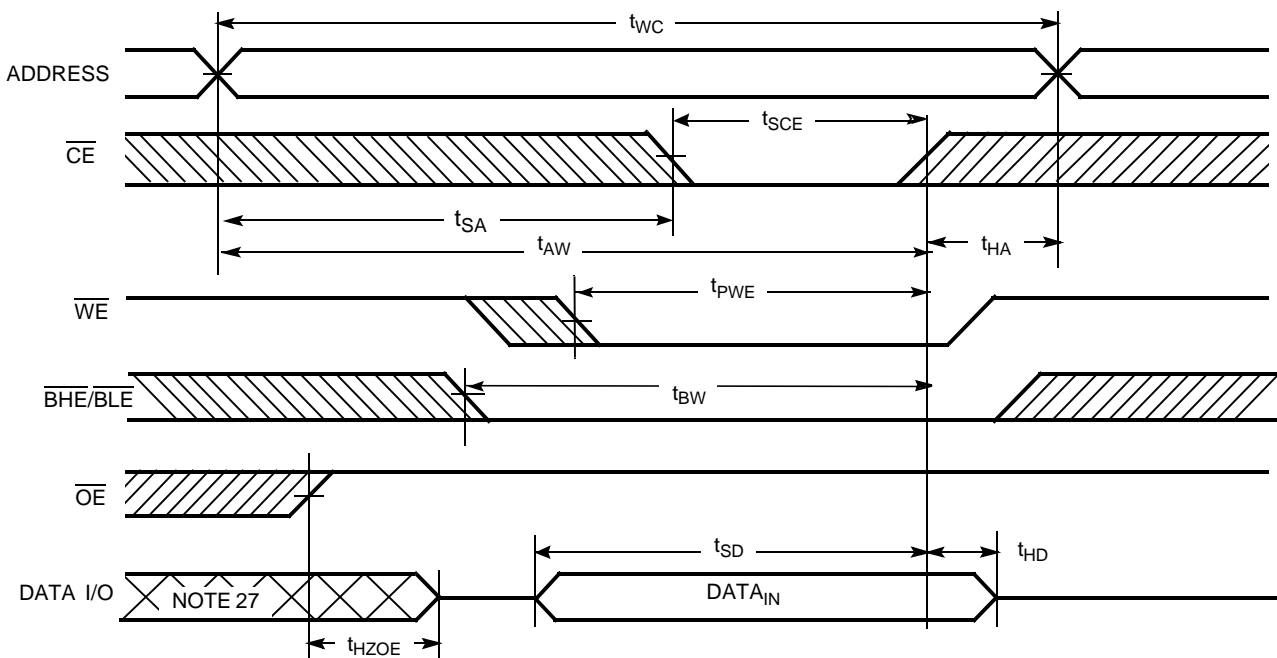 tWC
ADDRESS
tSCE
CE
tSA
tAW
tHA
tPWE
WE
tBW
BHE/BLE
OE
tSD
tHD
DATA I/O
NOTE 27
DATAIN
tHZOE